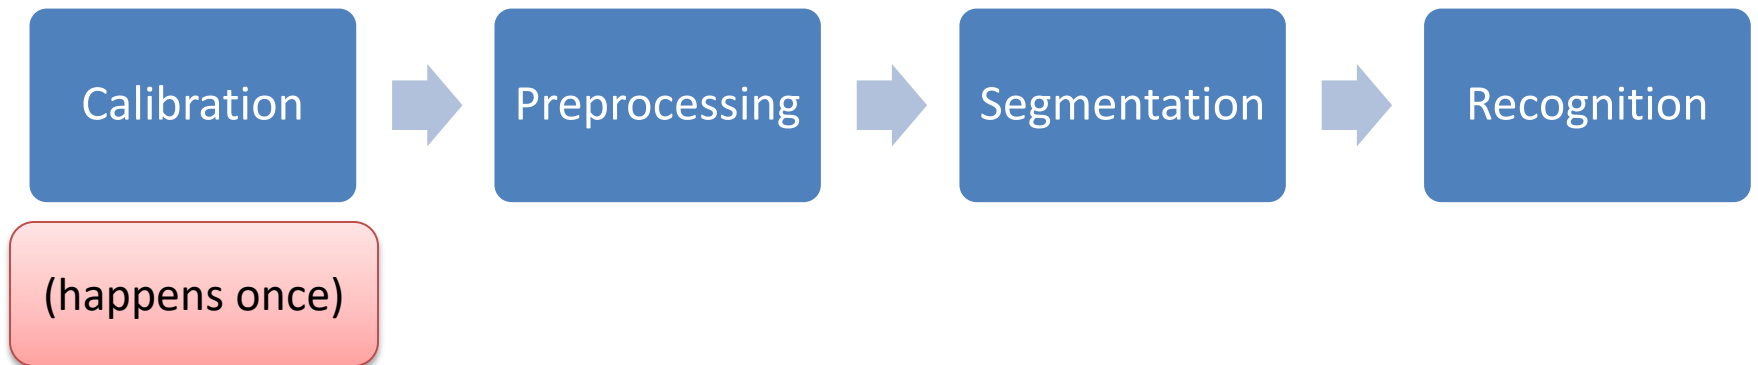 Calibration
Preprocessing
Segmentation
Recognition
(happens once)